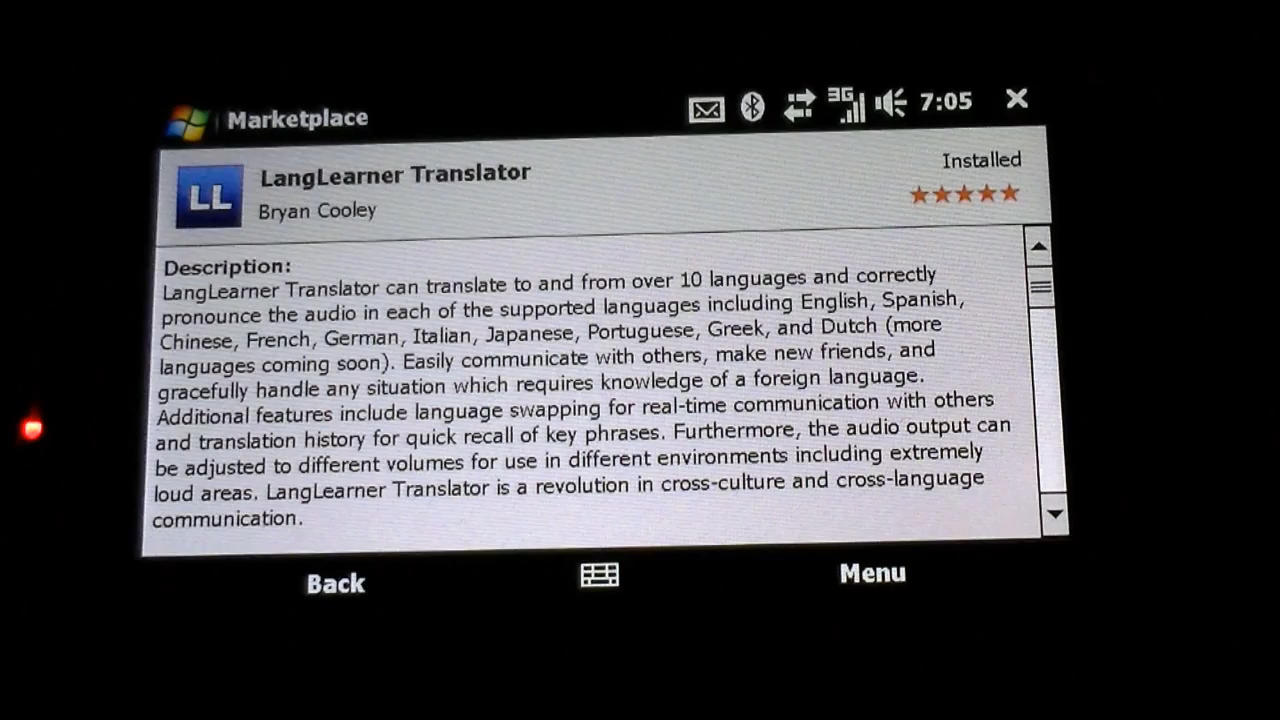 Marketplace 3G 7:05
LL LangLearner Translator Installed
Bryan Cooley
Description:
LangLearner Translator can translate to and from over 10 languages and correctly
pronounce the audio in each of the supported languages including English, Spanish,
Chinese, French, German, Italian, Japanese, Portuguese, Greek, and Dutch (more
languages coming soon). Easily communicate with others, make new friends, and
gracefully handle any situation which requires knowledge of a foreign language.
Additional features include language swapping for real-time communication with others
and translation history for quick recall of key phrases. Furthermore, the audio output can
be adjusted to different volumes for use in different environments including extremely
loud areas. LangLearner Translator is a revolution in cross-culture and cross-language
communication.
Back Menu